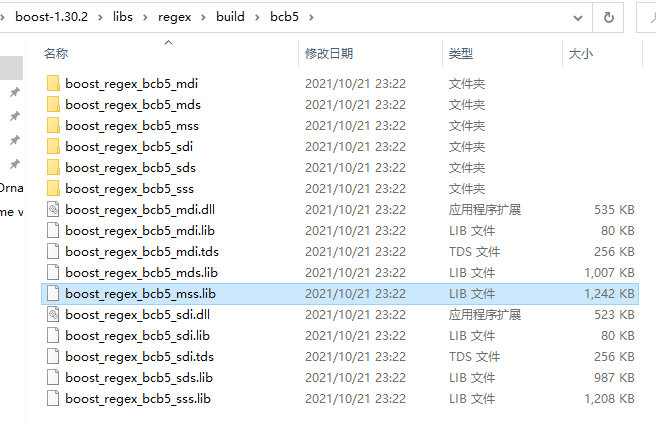 boost-1.30.2 > libs > regex > build > bcb5 >
名称 修改日期 类型 大小
boost_regex_bcb5_mdi 2021/10/21 23:22 文件夹
boost_regex_bcb5_mds 2021/10/21 23:22 文件夹
boost_regex_bcb5_mss 2021/10/21 23:22 文件夹
boost_regex_bcb5_sdi 2021/10/21 23:22 文件夹
boost_regex_bcb5_sds 2021/10/21 23:22 文件夹
boost_regex_bcb5_sss 2021/10/21 23:22 文件夹
boost_regex_bcb5_mdi.dll 2021/10/21 23:22 应用程序扩展 535 KB
boost_regex_bcb5_mdi.lib 2021/10/21 23:22 LIB 文件 80 KB
boost_regex_bcb5_mdi.tds 2021/10/21 23:22 TDS 文件 256 KB
boost_regex_bcb5_mds.lib 2021/10/21 23:22 LIB 文件 1,007 KB
boost_regex_bcb5_mss.lib 2021/10/21 23:22 LIB 文件 1,242 KB
boost_regex_bcb5_sdi.dll 2021/10/21 23:22 应用程序扩展 523 KB
boost_regex_bcb5_sdi.lib 2021/10/21 23:22 LIB 文件 80 KB
boost_regex_bcb5_sdi.tds 2021/10/21 23:22 TDS 文件 256 KB
boost_regex_bcb5_sds.lib 2021/10/21 23:22 LIB 文件 987 KB
boost_regex_bcb5_sss.lib 2021/10/21 23:22 LIB 文件 1,208 KB
Orna
me v